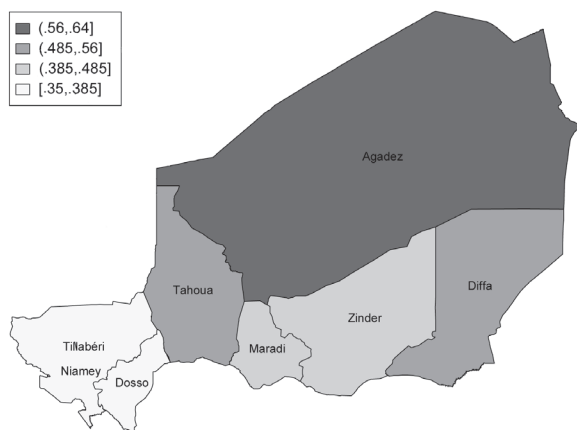 (.56,.64]
(.485,.56]
(.385,.485]
[.35,.385]
Agadez
Tahoua
Diffa
Zinder
Maradi
Tillabéri
Niamey
Dosso